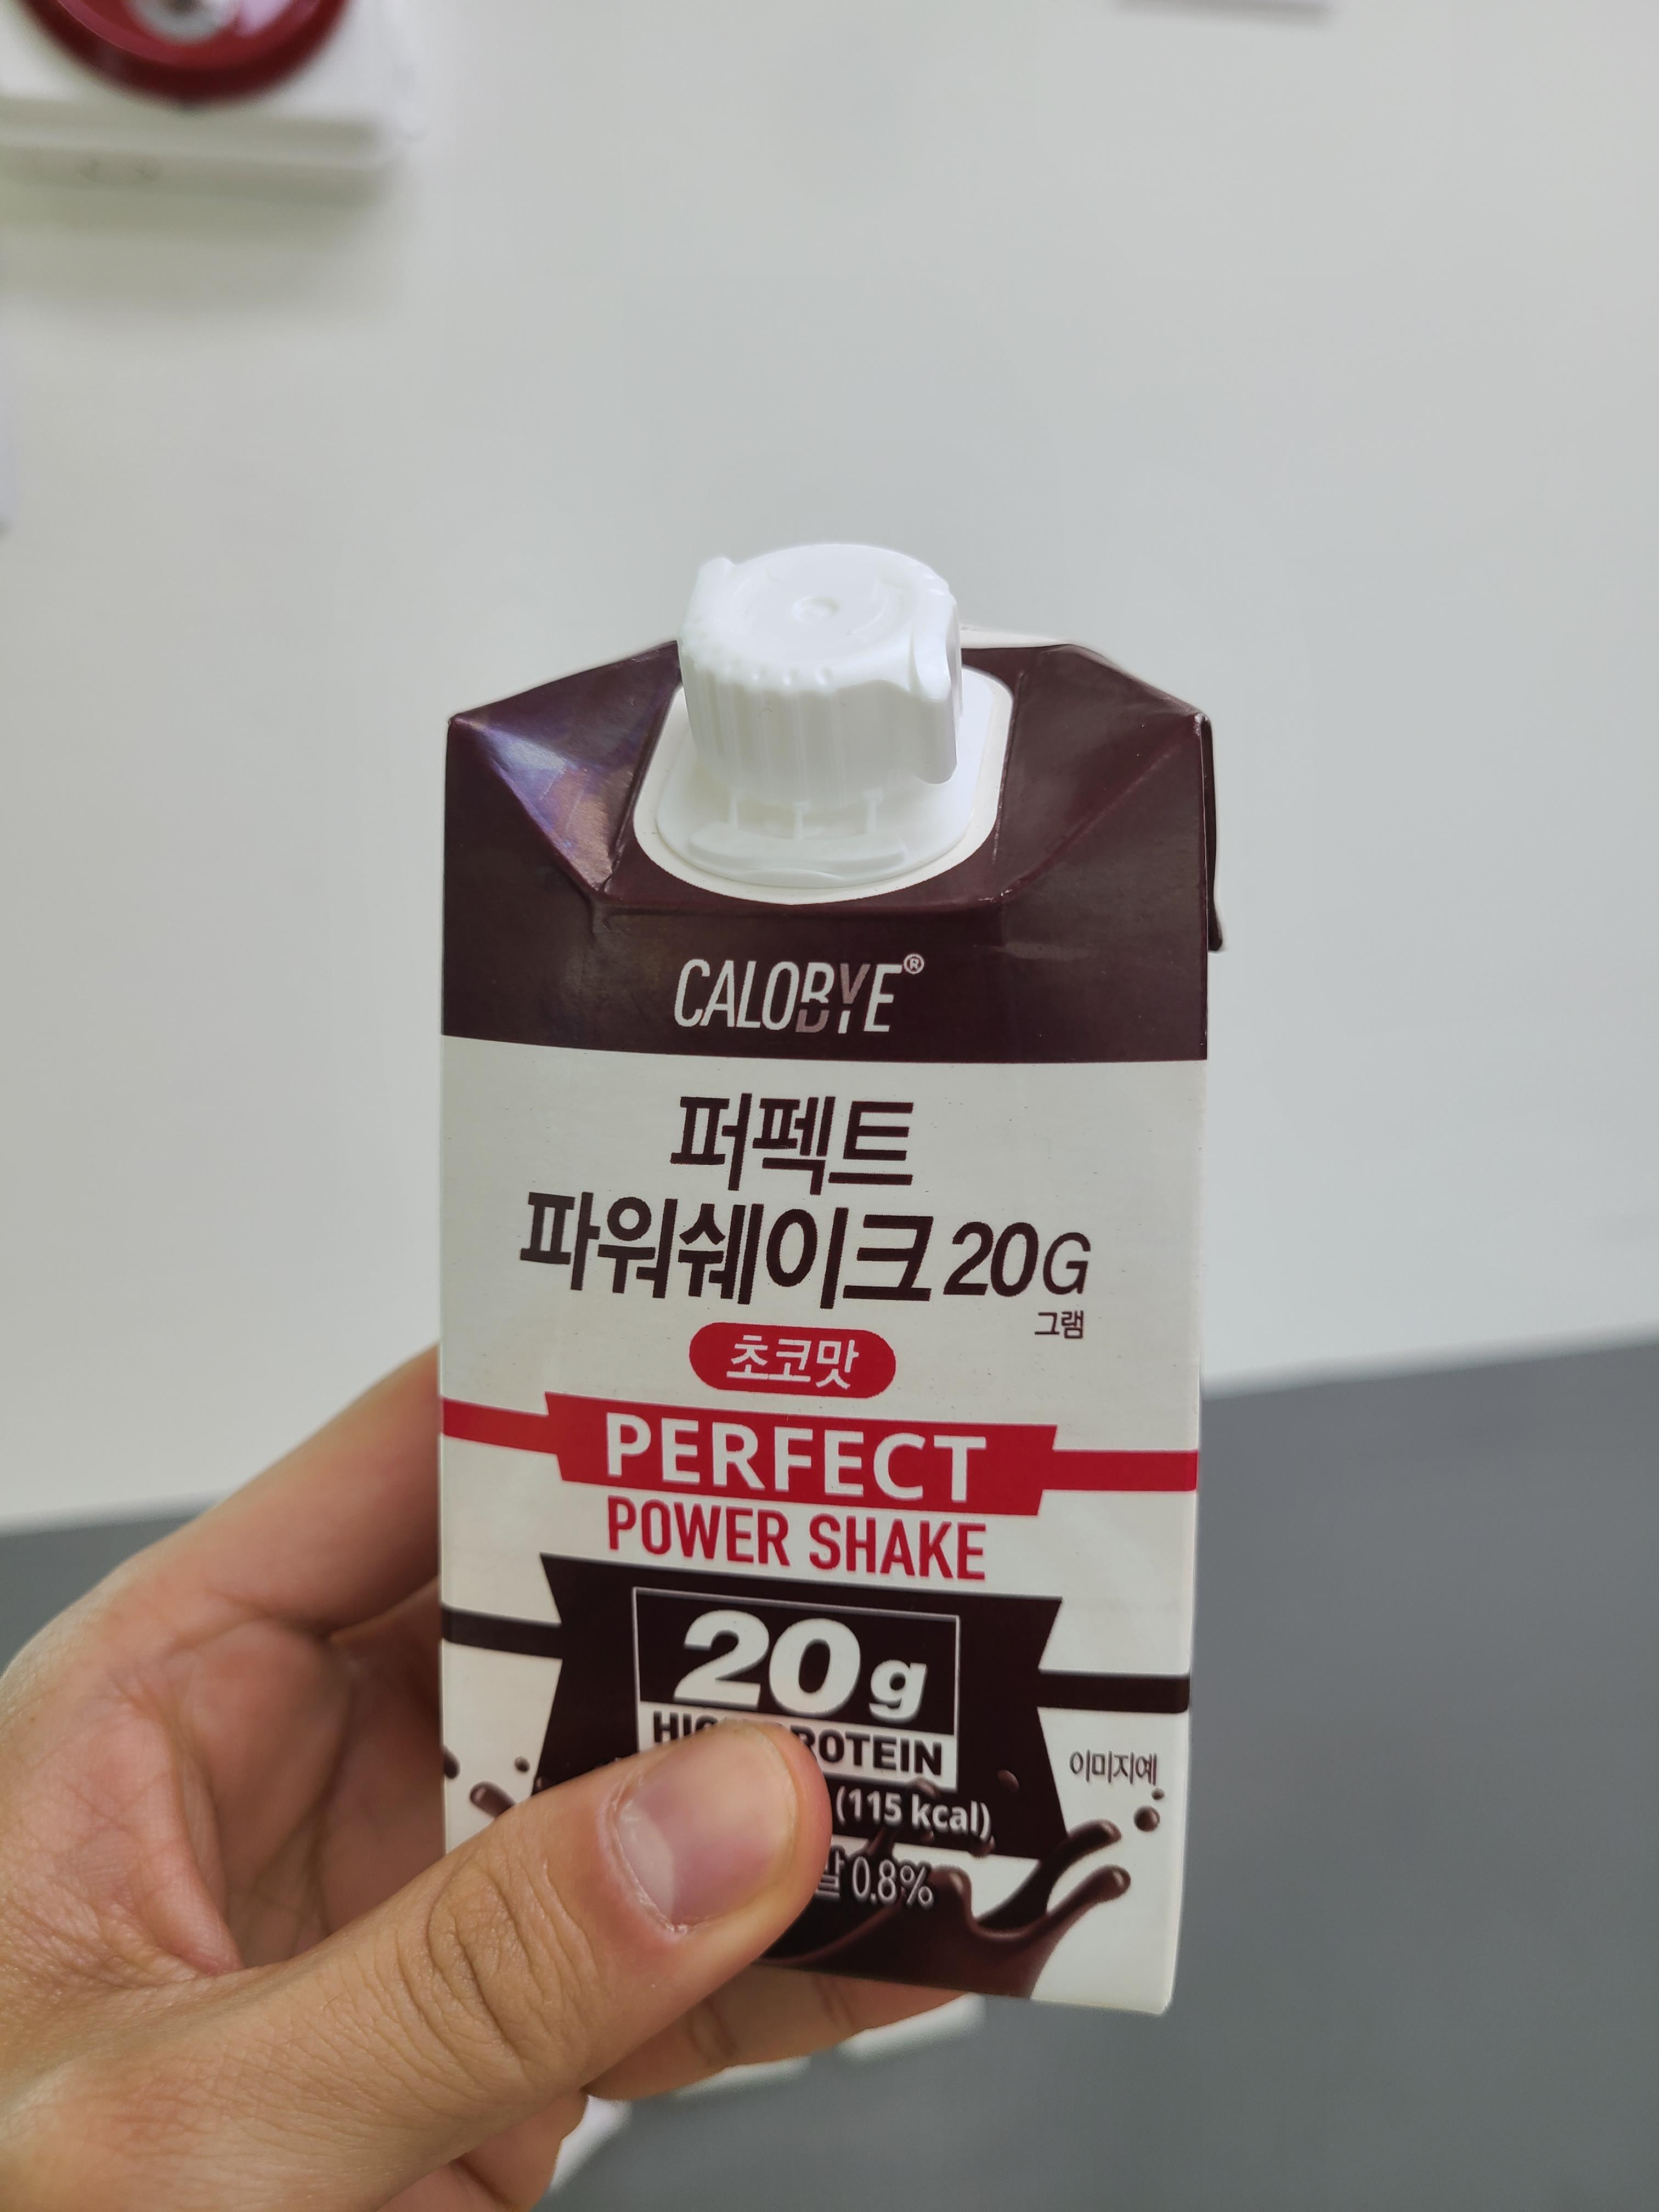 CALOBYE®
퍼펙트
파워쉐이크 20G
그램
초코맛
PERFECT
POWER SHAKE
20g
PROTEIN
이미지예
(115 kcal)
0.8%